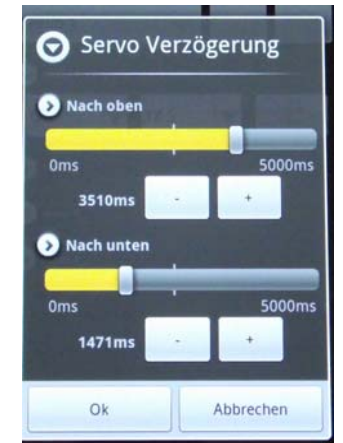 Servo Verzögerung
Nach oben
0ms 5000ms
3510ms - +
Nach unten
0ms 5000ms
1471ms - +
Ok Abbrechen